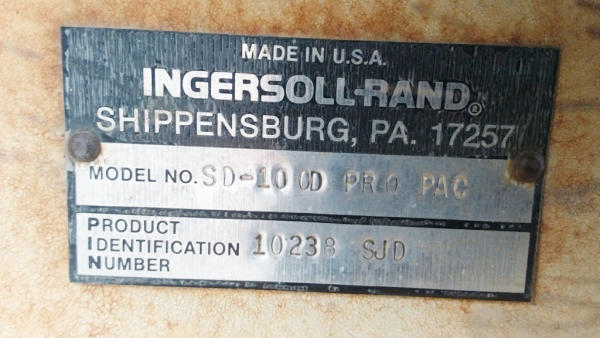 MADE IN U.S.A.
INGERSOLL-RAND®
SHIPPENSBURG, PA. 17257
MODEL NO. SD-100D PRO PAC
PRODUCT
IDENTIFICATION 10238 SJD
NUMBER